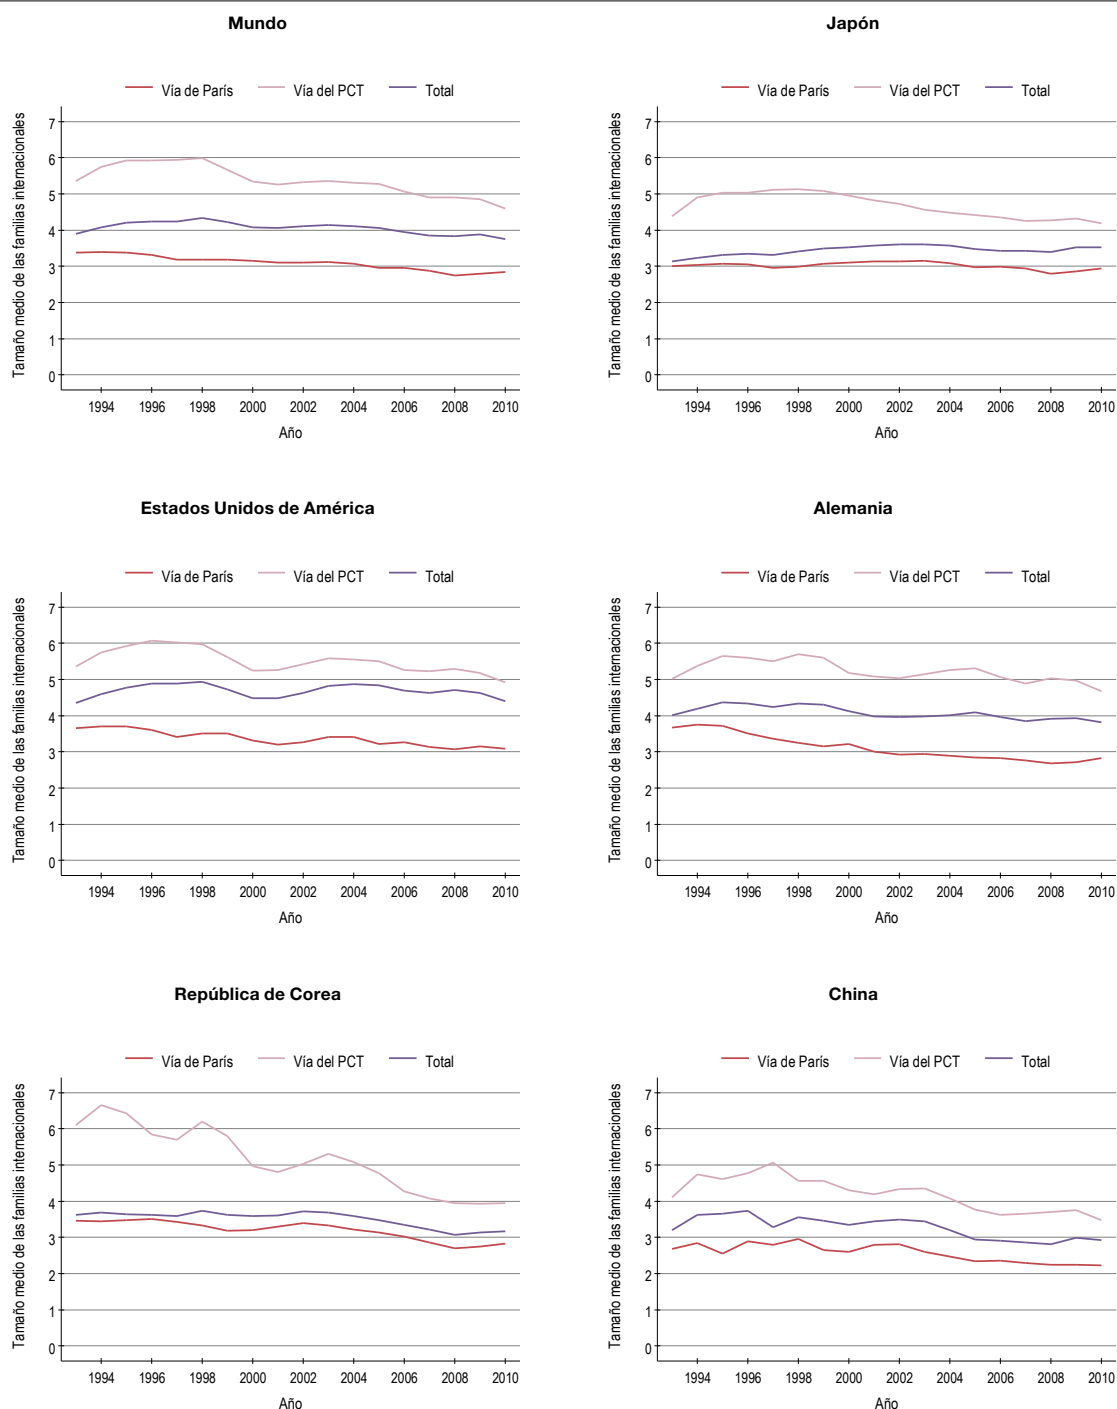 Mundo
Vía de París Vía del PCT Total
Tamaño medio de las familias internacionales
7
6
5
4
3
2
1
0
1994 1996 1998 2000 2002 2004 2006 2008 2010
Año
Japón
Vía de París Vía del PCT Total
Tamaño medio de las familias internacionales
7
6
5
4
3
2
1
0
1994 1996 1998 2000 2002 2004 2006 2008 2010
Año
Estados Unidos de América
Vía de París Vía del PCT Total
Tamaño medio de las familias internacionales
7
6
5
4
3
2
1
0
1994 1996 1998 2000 2002 2004 2006 2008 2010
Año
Alemania
Vía de París Vía del PCT Total
Tamaño medio de las familias internacionales
7
6
5
4
3
2
1
0
1994 1996 1998 2000 2002 2004 2006 2008 2010
Año
República de Corea
Vía de París Vía del PCT Total
Tamaño medio de las familias internacionales
7
6
5
4
3
2
1
0
1994 1996 1998 2000 2002 2004 2006 2008 2010
Año
China
Vía de París Vía del PCT Total
Tamaño medio de las familias internacionales
7
6
5
4
3
2
1
0
1994 1996 1998 2000 2002 2004 2006 2008 2010
Año